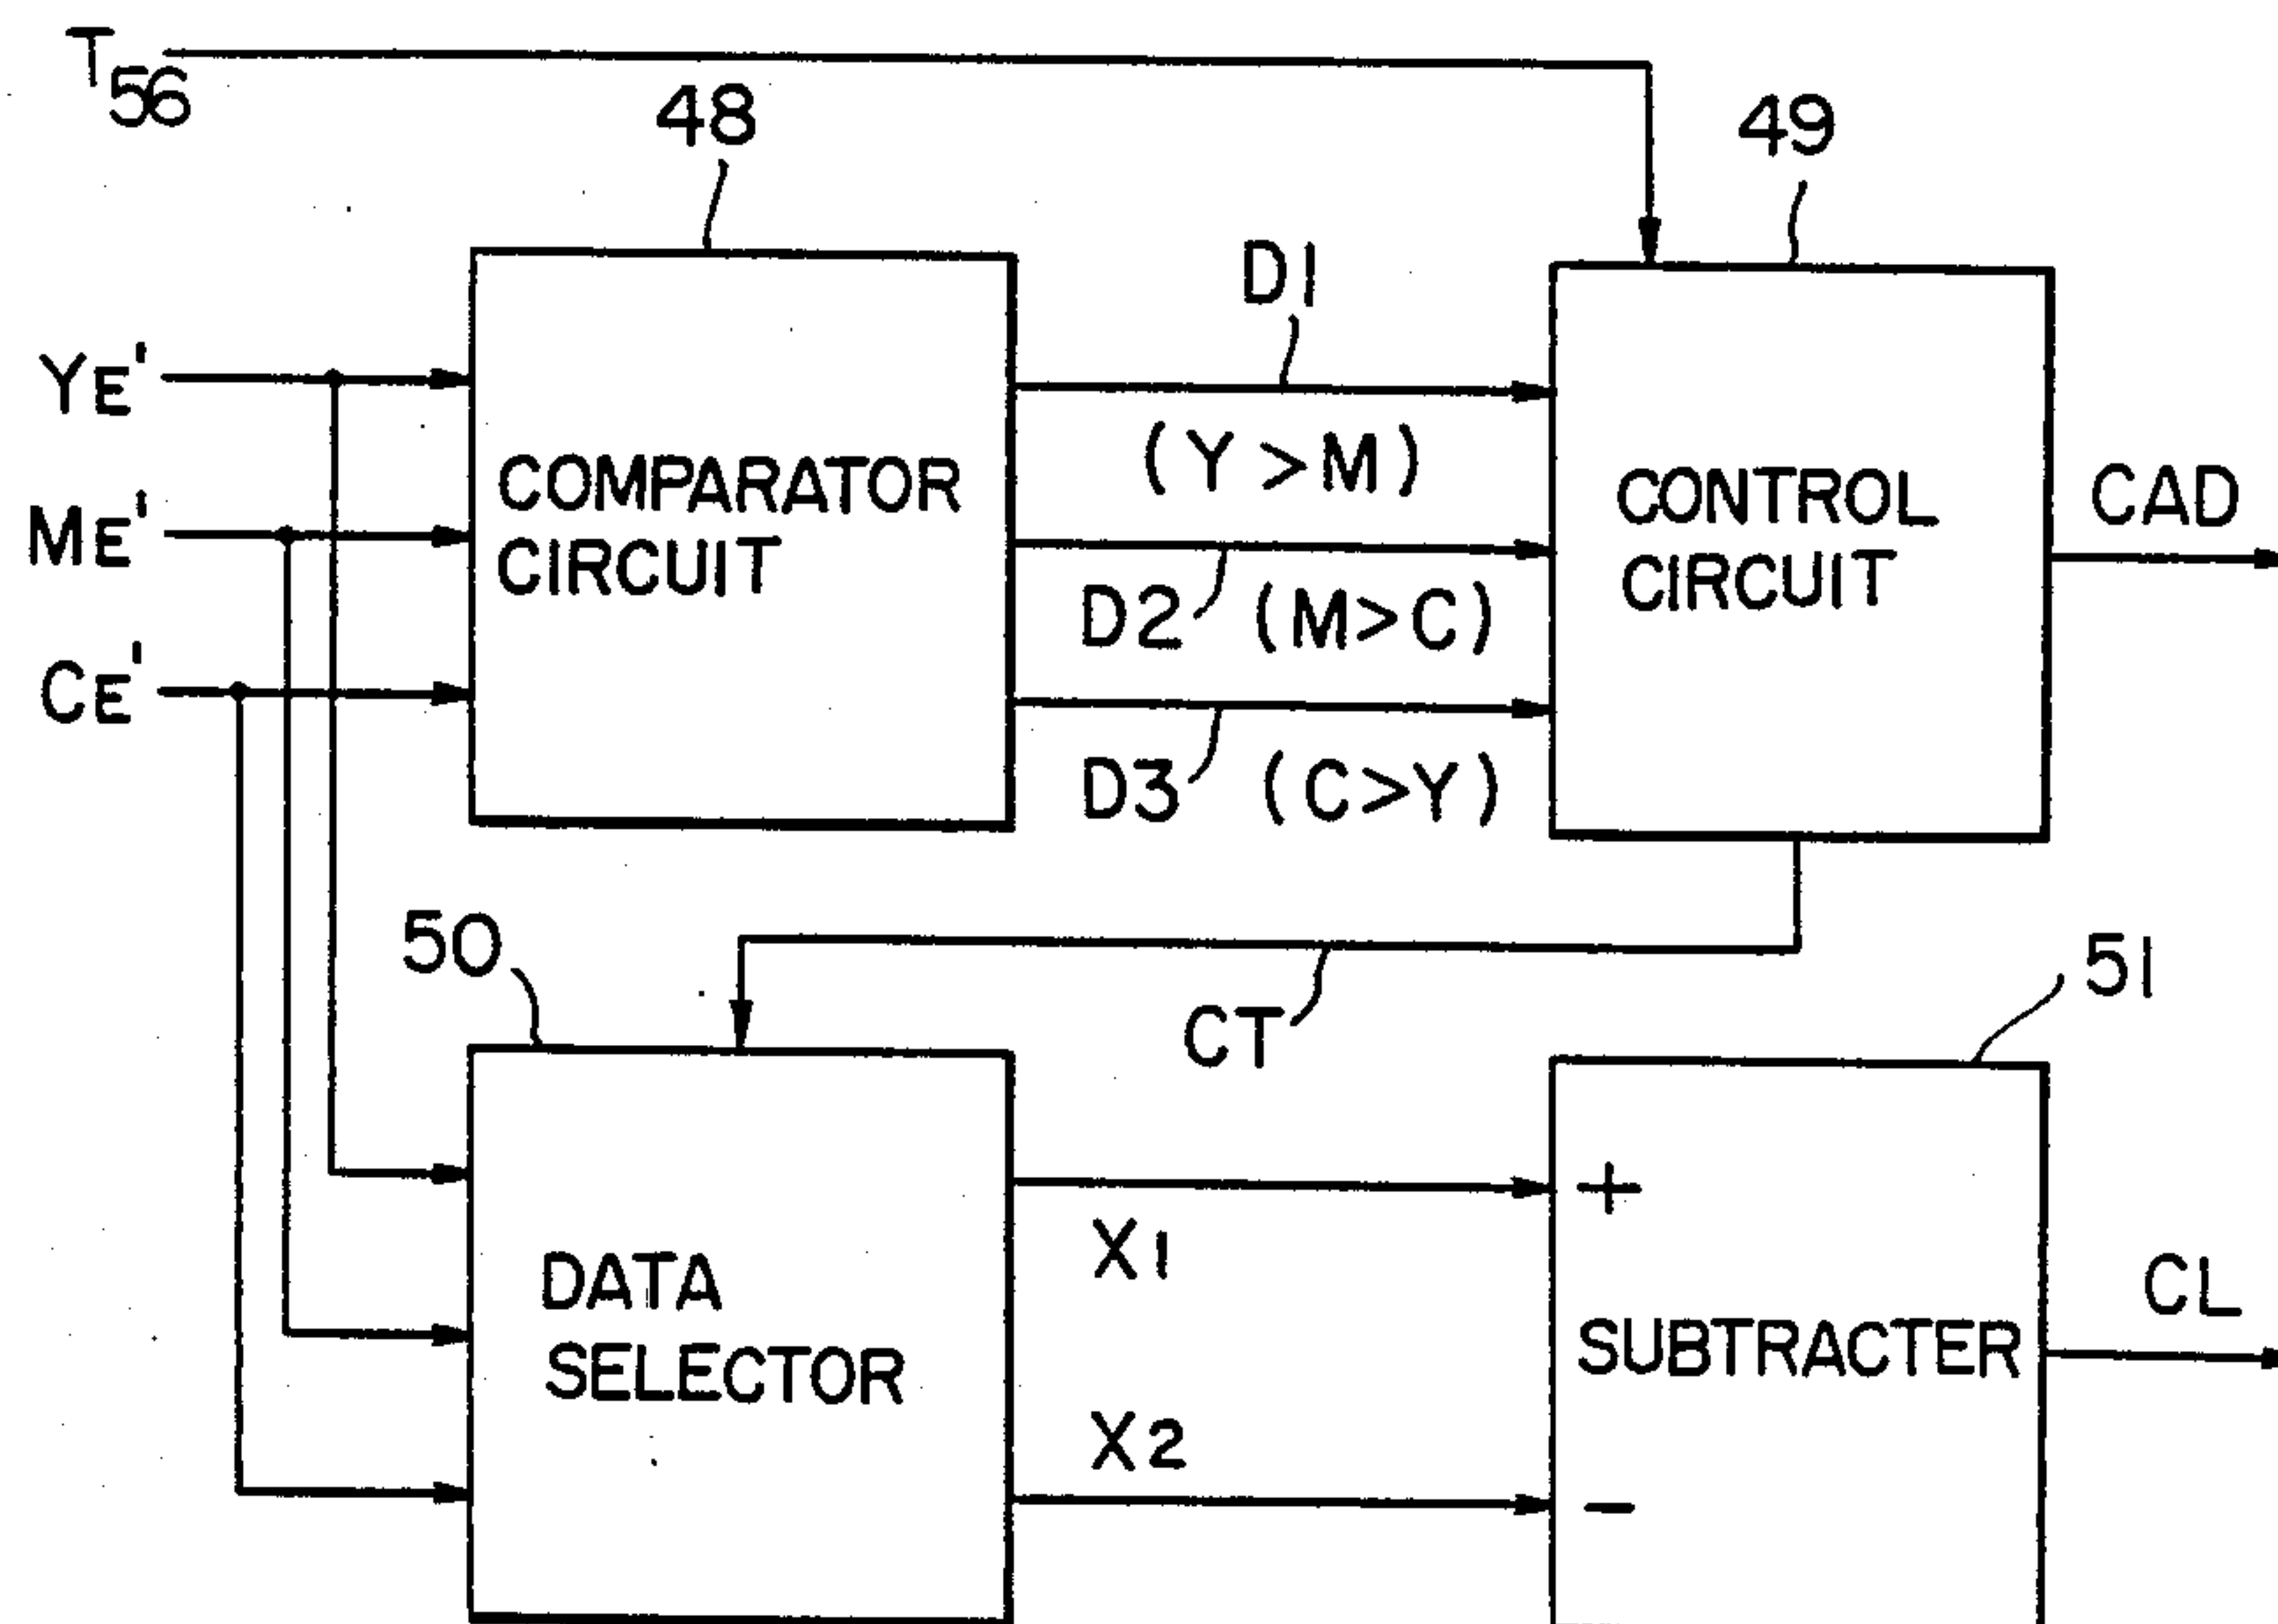 T56
48
49
D1
YE'
(Y>M)
COMPARATOR
CIRCUIT
CONTROL
CIRCUIT
CAD
ME'
D2 (M>C)
CE'
D3 (C>Y)
50
51
CT
+
X1
DATA
SELECTOR
CL
SUBTRACTER
X2
-